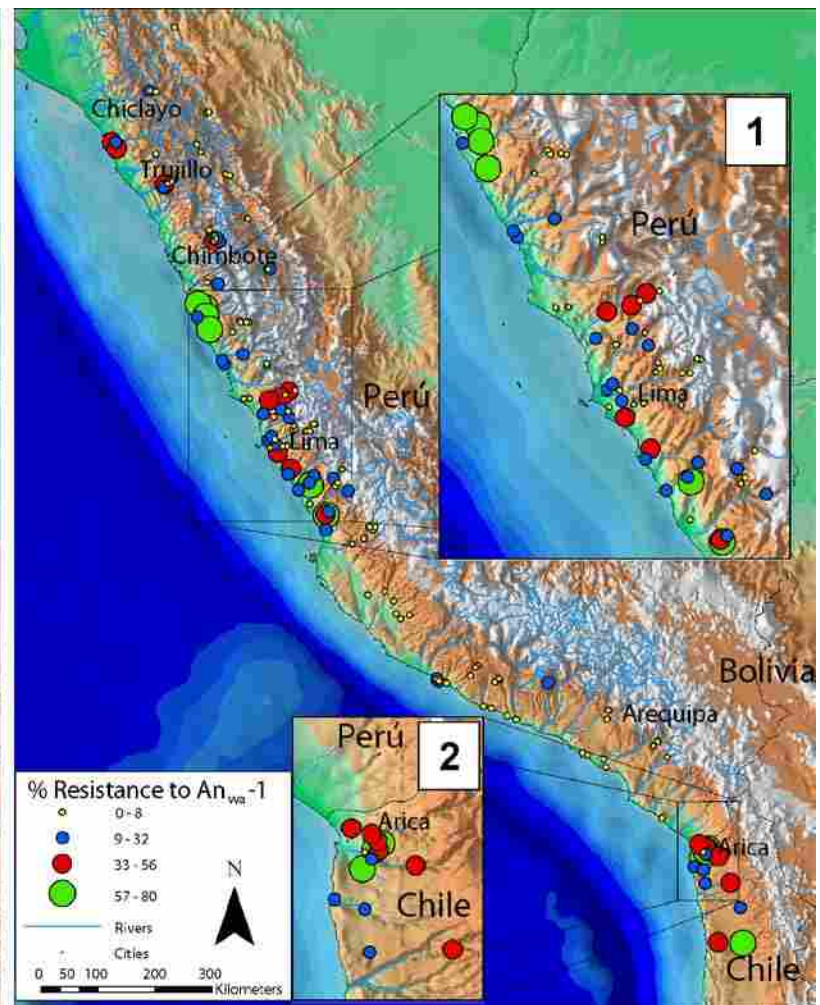 Chiclayo
Trujillo
Chimbote
1
Perú
Lima
Perú
Lima
Bolivia
Arequipa
Perú
2
Arica
Chile
Arica
Chile
% Resistance to An_wa-1
0 - 8
9 - 32
33 - 56
57 - 80
Rivers
Cities
N
0 50 100 200 300
Kilometers